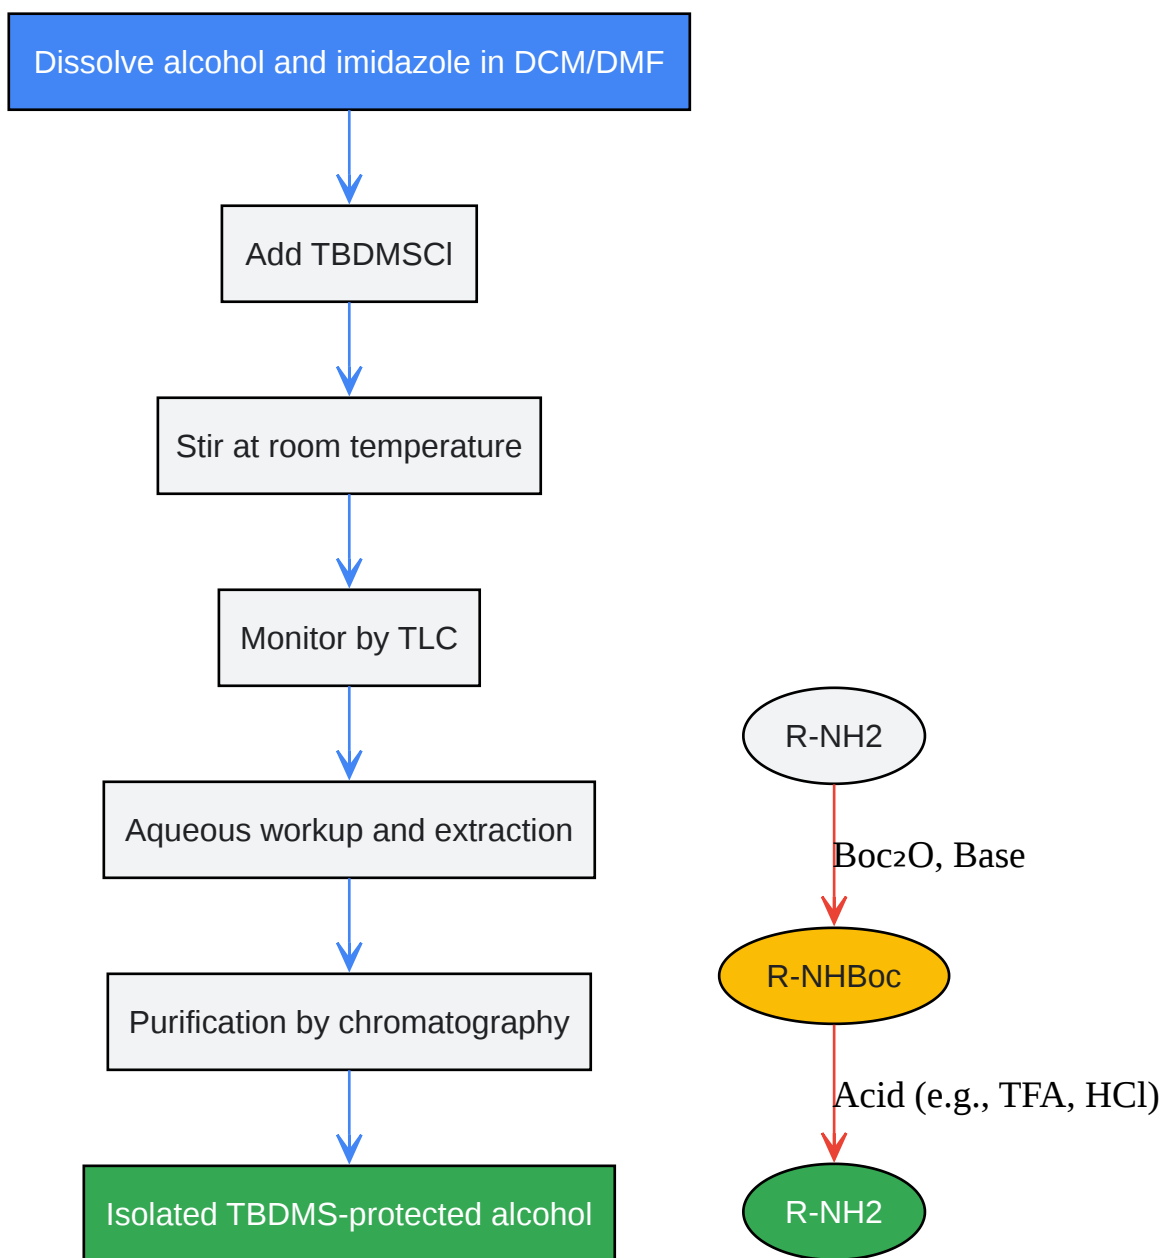 Dissolve alcohol and imidazole in DCM/DMF
Add TBDMSCl
Stir at room temperature
Monitor by TLC
Aqueous workup and extraction
Purification by chromatography
Isolated TBDMS-protected alcohol
R-NH2
Boc₂O, Base
R-NHBoc
Acid (e.g., TFA, HCl)
R-NH2